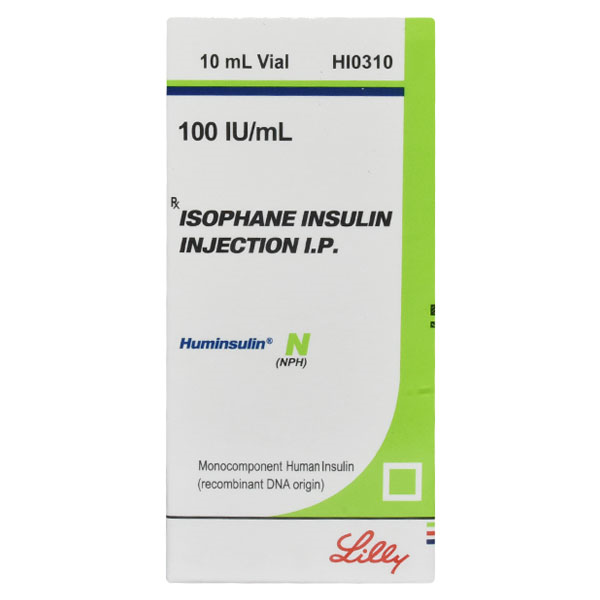 10 mL Vial HI0310
100 IU/mL
℞ ISOPHANE INSULIN
INJECTION I.P.
Huminsulin® N
(NPH)
Monocomponent Human Insulin
(recombinant DNA origin)
Lilly